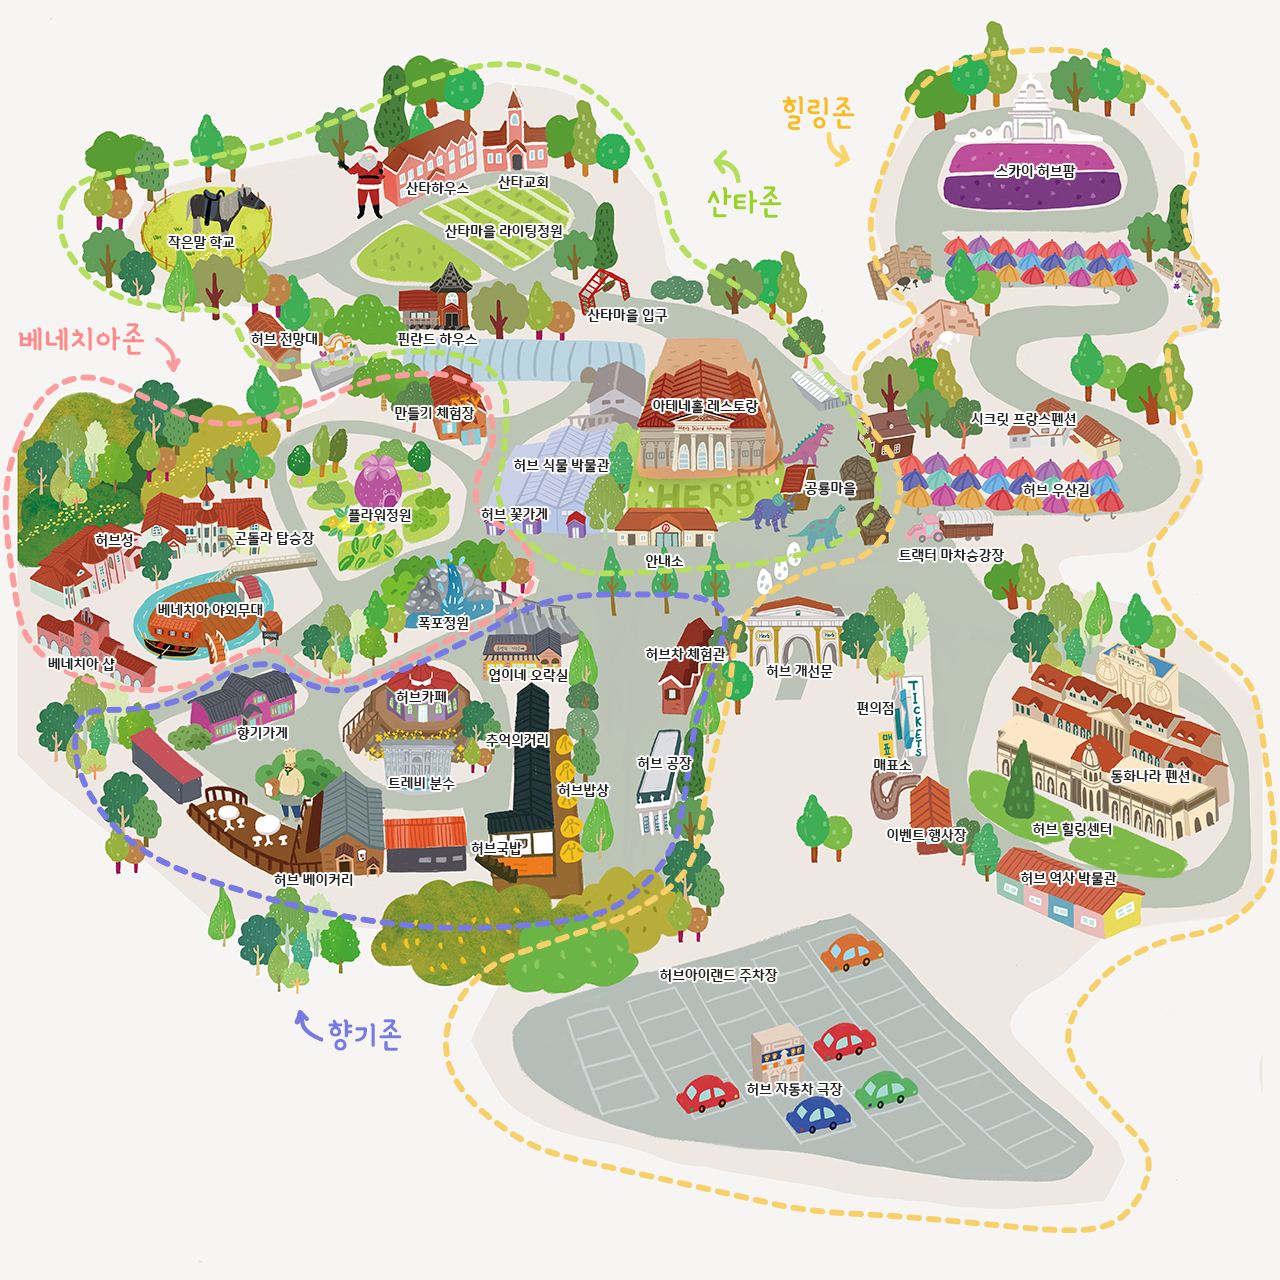 힐링존
스카이 허브팜
산타존
산타하우스
산타교회
산타마을 라이팅정원
작은말 학교
산타마을 입구
허브 전망대
핀란드 하우스
베네치아존
만들기 체험장
아테네홀 레스토랑
Herb Island Athene Hall
시크릿 프랑스펜션
허브 식물 박물관
공룡마을
허브 우산길
HERB
플라워정원
허브 꽃가게
허브성
곤돌라 탑승장
안내소
트랙터 마차승강장
베네치아 야외무대
폭포정원
Herb
Herb
베네치아 샵
엽이네 오락실
허브차 체험관
허브 개선문
허브카페
편의점
TICKETS
향기가게
추억의거리
매표
매표소
허브 공장
동화나라 펜션
트레비 분수
허브밥상
허브 힐링센터
이벤트 행사장
허브국밥
허브 베이커리
허브 역사 박물관
허브아이랜드 주차장
향기존
허브 자동차 극장